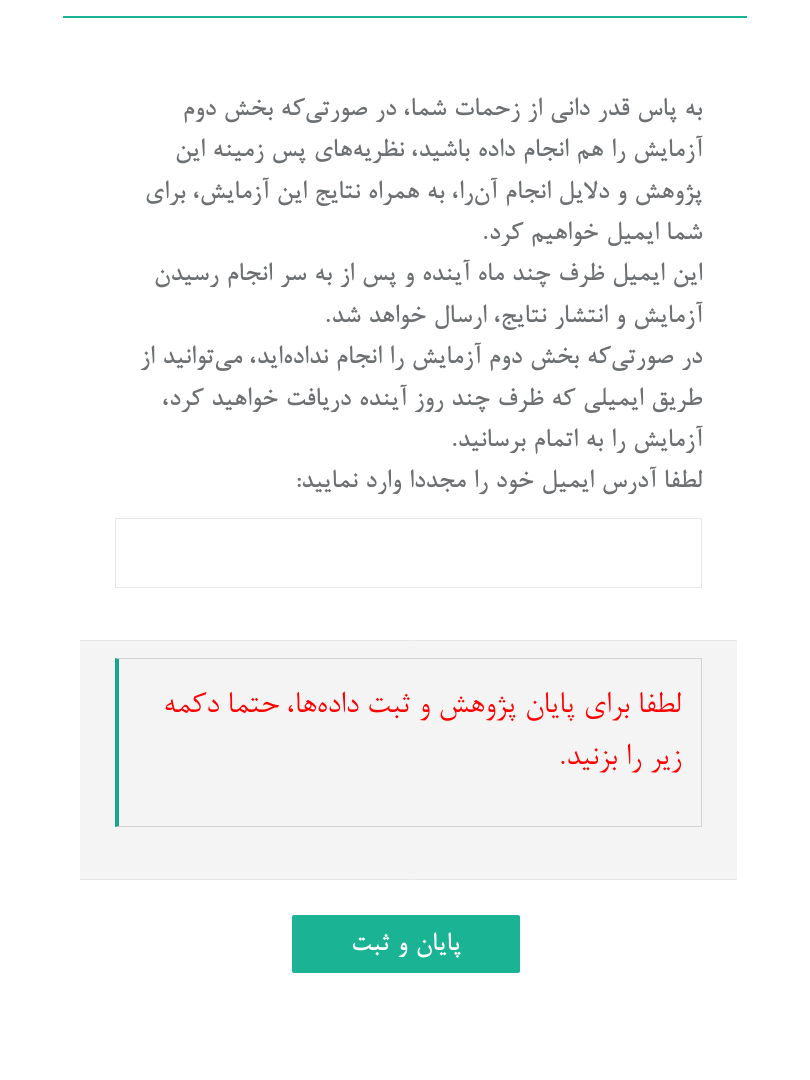 به پاس قدر دانی از زحمات شما، در صورتی‌که بخش دوم
آزمایش را هم انجام داده باشید، نظریه‌های پس زمینه این
پژوهش و دلایل انجام آن‌را، به همراه نتایج این آزمایش، برای
شما ایمیل خواهیم کرد.
این ایمیل ظرف چند ماه آینده و پس از به سر انجام رسیدن
آزمایش و انتشار نتایج، ارسال خواهد شد.
در صورتی‌که بخش دوم آزمایش را انجام نداده‌اید، می‌توانید از
طریق ایمیلی که ظرف چند روز آینده دریافت خواهید کرد،
آزمایش را به اتمام برسانید.
لطفا آدرس ایمیل خود را مجددا وارد نمایید:
لطفا برای پایان پژوهش و ثبت داده‌ها، حتما دکمه
زیر را بزنید.
پایان و ثبت